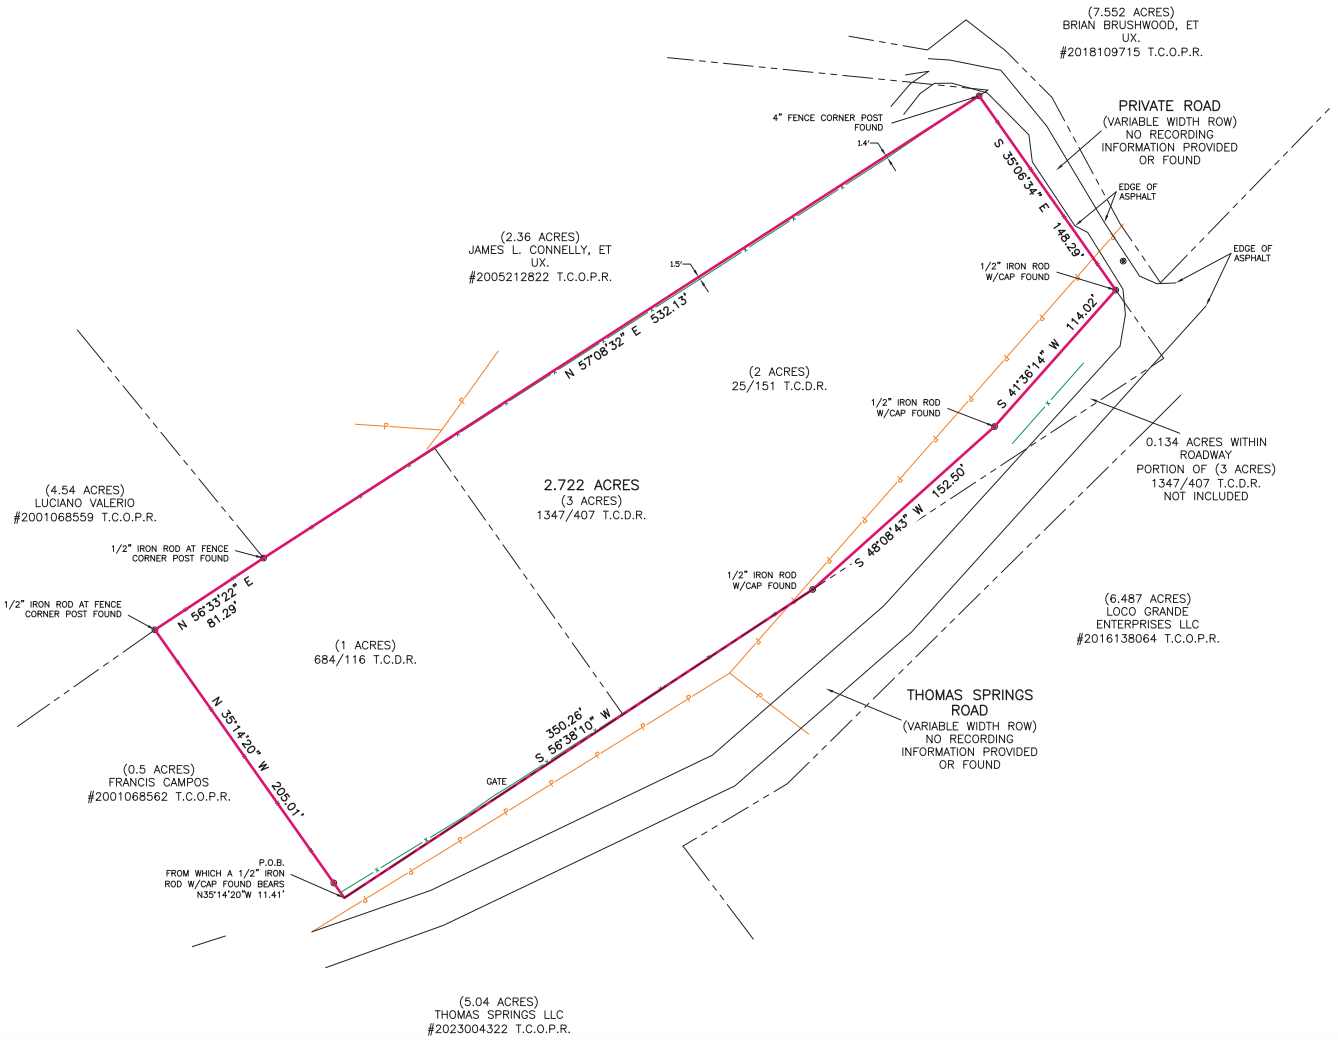 (7.552 ACRES)
BRIAN BRUSHWOOD, ET
UX.
#2018109715 T.C.O.P.R.
PRIVATE ROAD
(VARIABLE WIDTH ROW)
NO RECORDING
INFORMATION PROVIDED
OR FOUND
4" FENCE CORNER POST
FOUND
1.4'
S 35°06'34" E 148.29'
EDGE OF
ASPHALT
EDGE OF
ASPHALT
(2.36 ACRES)
JAMES L. CONNELLY, ET
UX.
#2005212822 T.C.O.P.R.
1.5'
1/2" IRON ROD
W/CAP FOUND
N 57°08'32" E 532.13'
S 41°36'14" W 114.02'
(2 ACRES)
25/151 T.C.D.R.
1/2" IRON ROD
W/CAP FOUND
0.134 ACRES WITHIN
ROADWAY
PORTION OF (3 ACRES)
1347/407 T.C.D.R.
NOT INCLUDED
(4.54 ACRES)
LUCIANO VALERIO
#2001068559 T.C.O.P.R.
2.722 ACRES
(3 ACRES)
1347/407 T.C.D.R.
S 48°08'43" W 152.50'
1/2" IRON ROD AT FENCE
CORNER POST FOUND
1/2" IRON ROD
W/CAP FOUND
1/2" IRON ROD AT FENCE
CORNER POST FOUND
N 56°33'22" E
81.29'
(6.487 ACRES)
LOCO GRANDE
ENTERPRISES LLC
#2016138064 T.C.O.P.R.
(1 ACRES)
684/116 T.C.D.R.
THOMAS SPRINGS
ROAD
(VARIABLE WIDTH ROW)
NO RECORDING
INFORMATION PROVIDED
OR FOUND
350.26'
S 56°38'10" W
N 35°14'20" W 205.01'
(0.5 ACRES)
FRANCIS CAMPOS
#2001068562 T.C.O.P.R.
GATE
P.O.B.
FROM WHICH A 1/2" IRON
ROD W/CAP FOUND BEARS
N35°14'20"W 11.41'
(5.04 ACRES)
THOMAS SPRINGS LLC
#2023004322 T.C.O.P.R.